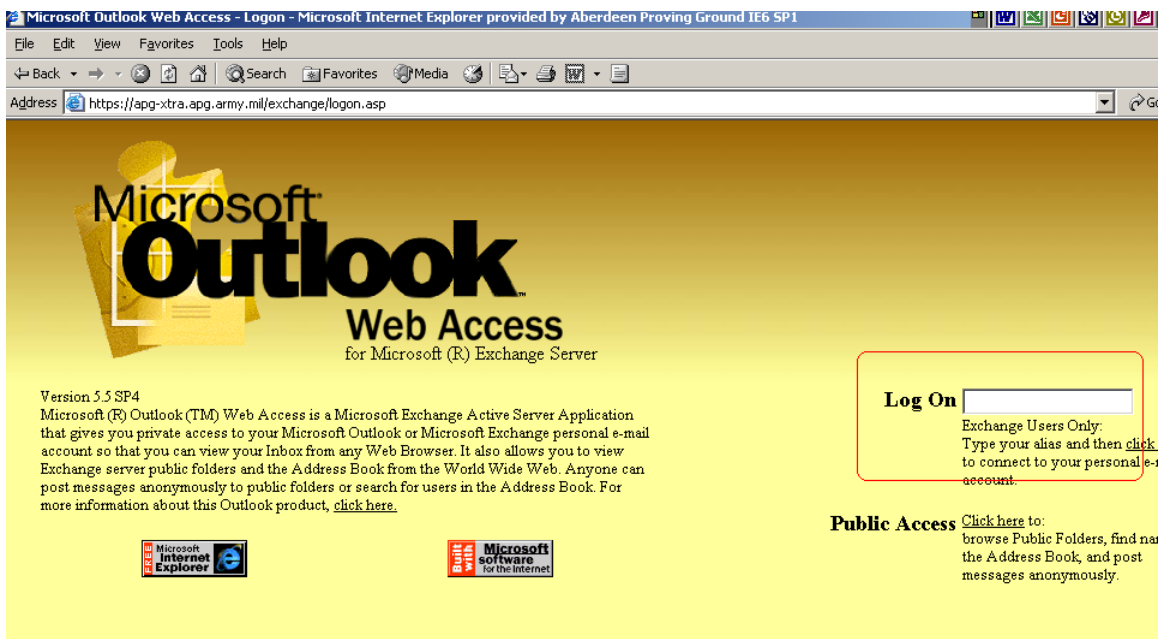 Microsoft Outlook Web Access - Logon - Microsoft Internet Explorer provided by Aberdeen Proving Ground IE6 SP1
File Edit View Favorites Tools Help
Back Search Favorites Media
Address https://apg-xtra.apg.army.mil/exchange/logon.asp
Microsoft
Outlook
Web Access
for Microsoft (R) Exchange Server
Version 5.5 SP4
Microsoft (R) Outlook (TM) Web Access is a Microsoft Exchange Active Server Application
that gives you private access to your Microsoft Outlook or Microsoft Exchange personal e-mail
account so that you can view your Inbox from any Web Browser. It also allows you to view
Exchange server public folders and the Address Book from the World Wide Web. Anyone can
post messages anonymously to public folders or search for users in the Address Book. For
more information about this Outlook product, click here.
FREE Microsoft Internet Explorer
Built with Microsoft software for the Internet
Log On
Exchange Users Only:
Type your alias and then click
to connect to your personal
account.
Public Access Click here to:
browse Public Folders, find
the Address Book, and post
messages anonymously.